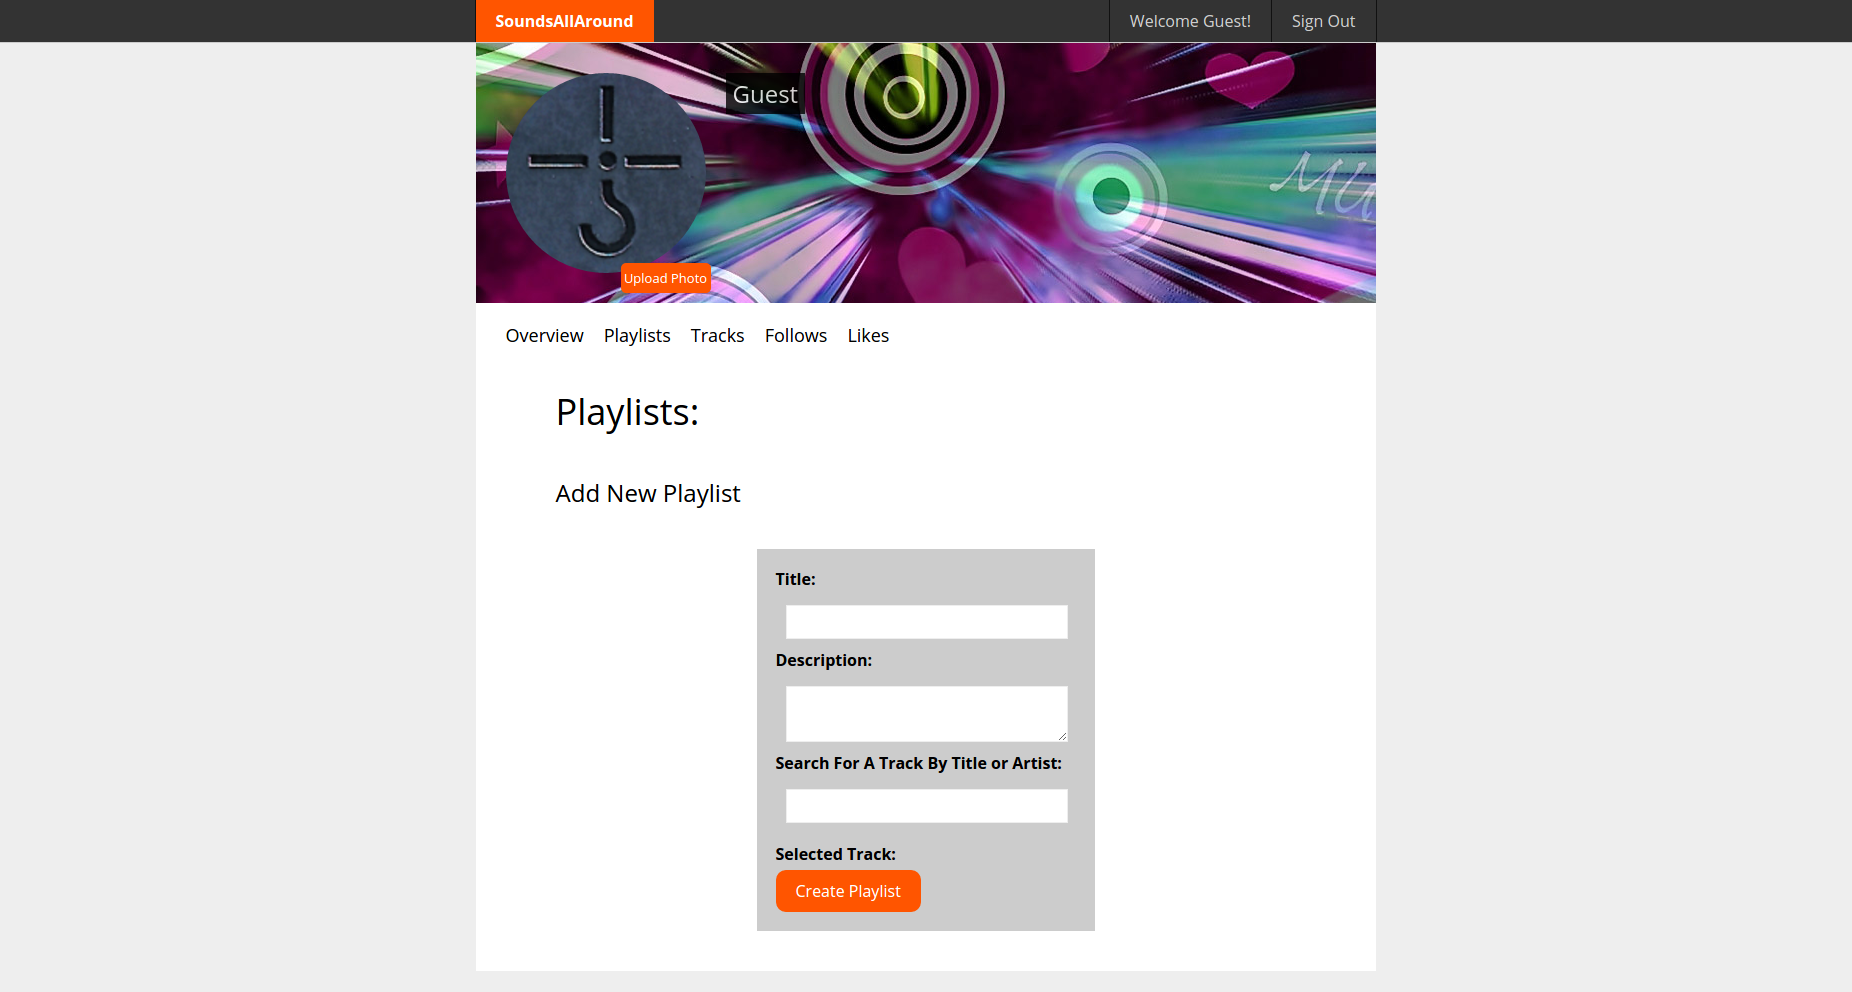 SoundsAllAround
Welcome Guest!
Sign Out
Guest
Upload Photo
Overview
Playlists
Tracks
Follows
Likes
Playlists:
Add New Playlist
Title:
Description:
Search For A Track By Title or Artist:
Selected Track:
Create Playlist